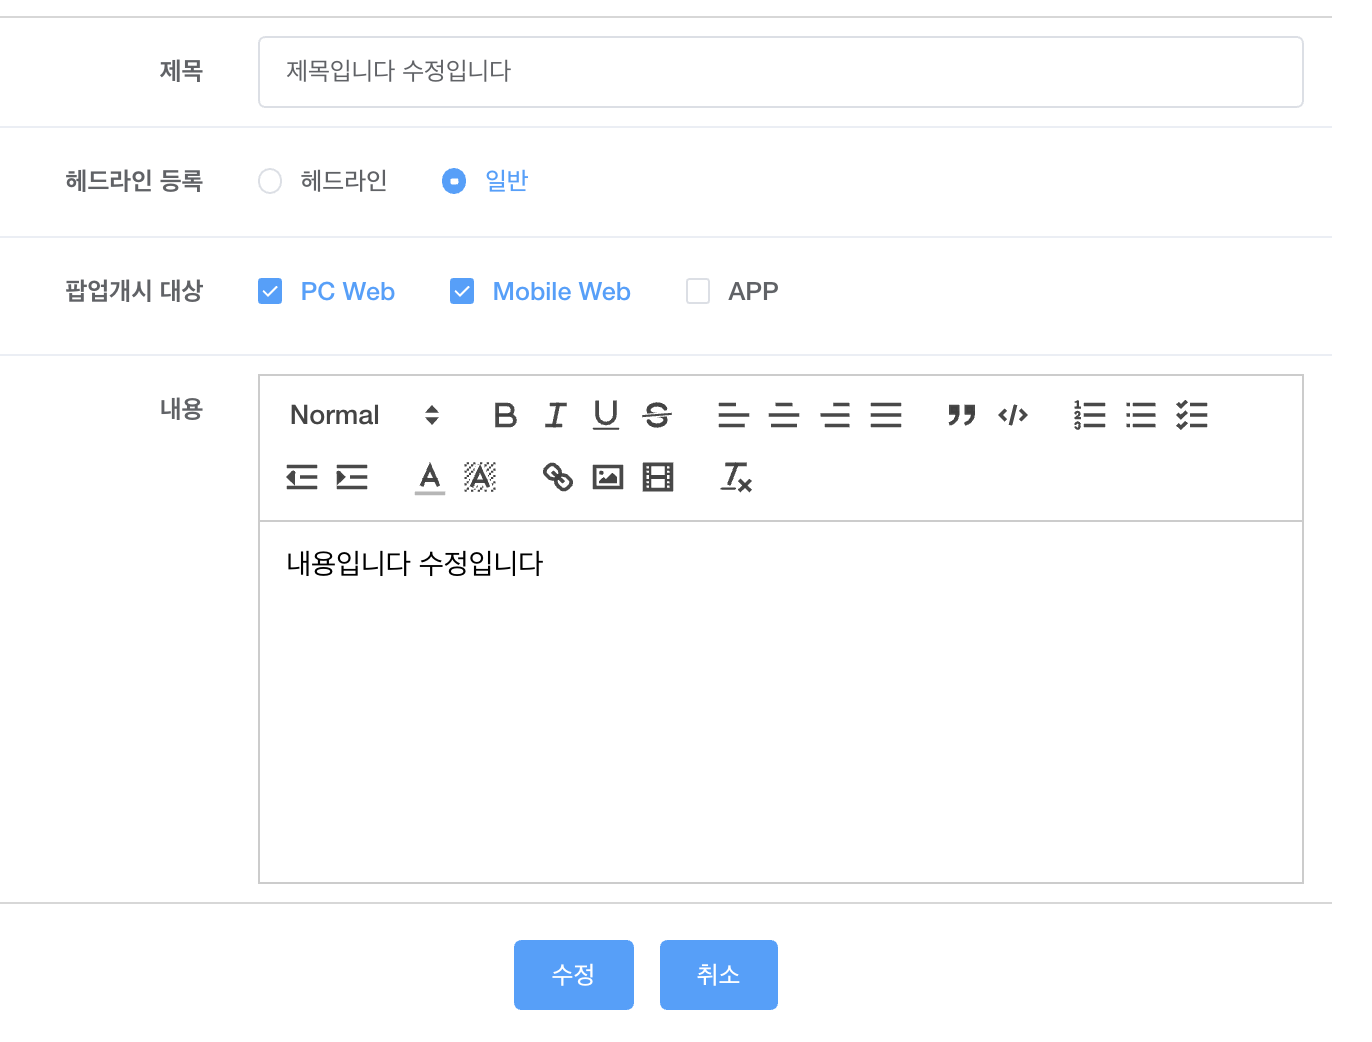 제목 제목입니다 수정입니다
헤드라인 등록 헤드라인 일반
팝업개시 대상 PC Web Mobile Web APP
내용 Normal
내용입니다 수정입니다
수정 취소